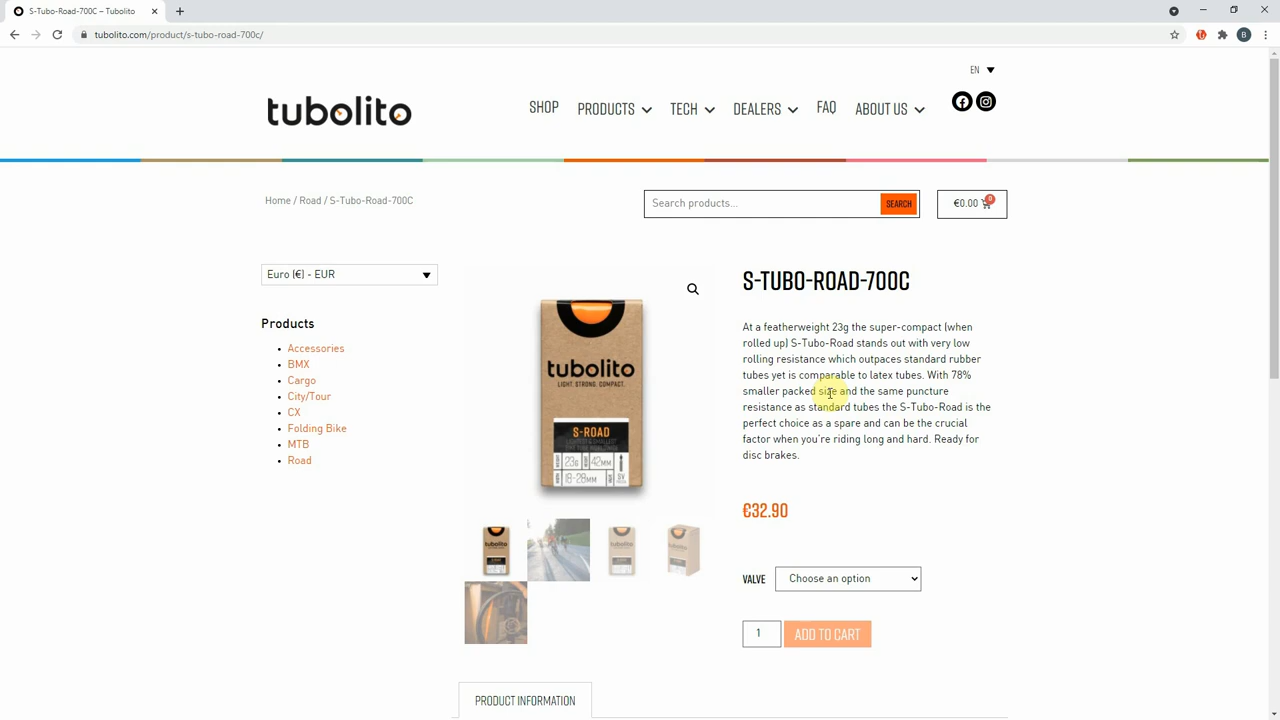 S-Tubo-Road-700C – Tubolito
tubolito.com/product/s-tubo-road-700c/
B
EN
tubolito
SHOP PRODUCTS TECH DEALERS FAQ ABOUT US
Home / Road / S-Tubo-Road-700C
Search products...
SEARCH
€0.00
0
Euro (€) - EUR
Products
Accessories
BMX
Cargo
City/Tour
CX
Folding Bike
MTB
Road
tubolito
LIGHT. STRONG. COMPACT.
S-ROAD
23g
42mm
18-28mm
SV
S-TUBO-ROAD-700C
At a featherweight 23g the super-compact (when
rolled up) S-Tubo-Road stands out with very low
rolling resistance which outpaces standard rubber
tubes yet is comparable to latex tubes. With 78%
smaller packed size and the same puncture
resistance as standard tubes the S-Tubo-Road is the
perfect choice as a spare and can be the crucial
factor when you're riding long and hard. Ready for
disc brakes.
€32.90
VALVE
Choose an option
1
ADD TO CART
PRODUCT INFORMATION